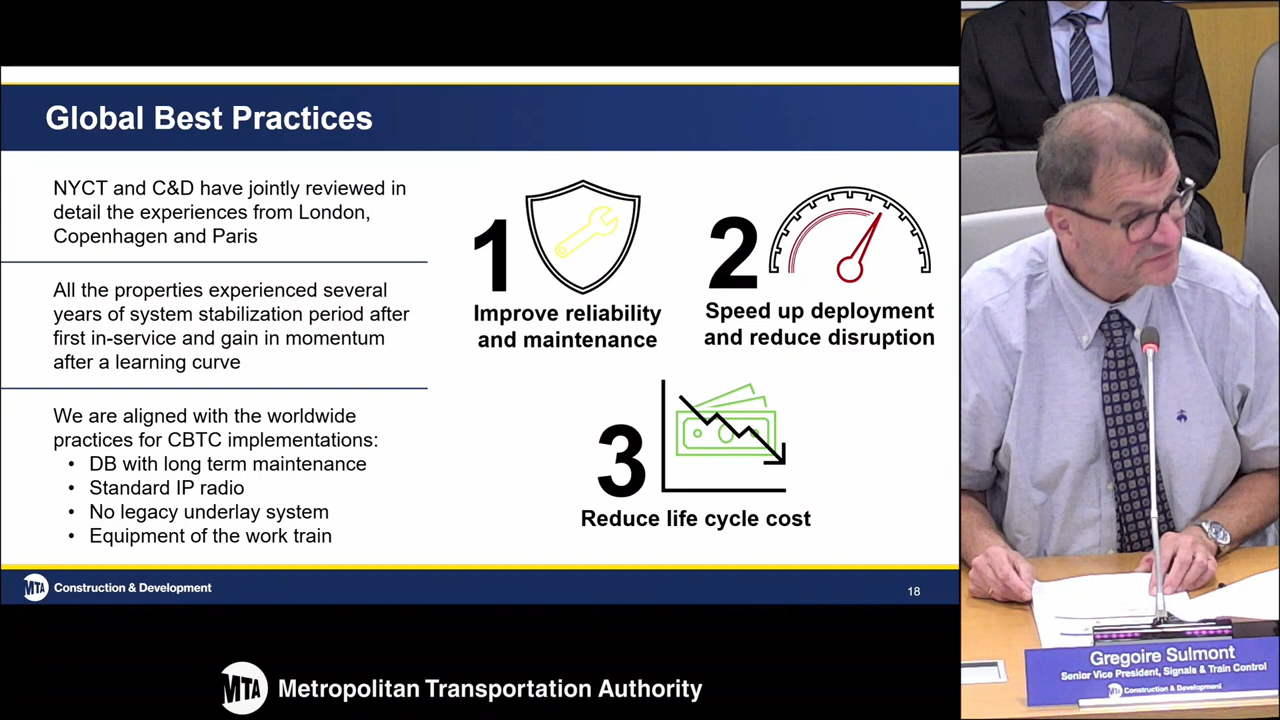 Global Best Practices
NYCT and C&D have jointly reviewed in
detail the experiences from London,
Copenhagen and Paris
All the properties experienced several
years of system stabilization period after
first in-service and gain in momentum
after a learning curve
We are aligned with the worldwide
practices for CBTC implementations:
• DB with long term maintenance
• Standard IP radio
• No legacy underlay system
• Equipment of the work train
1
Improve reliability
and maintenance
2
Speed up deployment
and reduce disruption
3
Reduce life cycle cost
MTA Construction & Development
18
MTA Metropolitan Transportation Authority
Gregoire Sulmont
Senior Vice President, Signals & Train Control
MTA Construction & Development